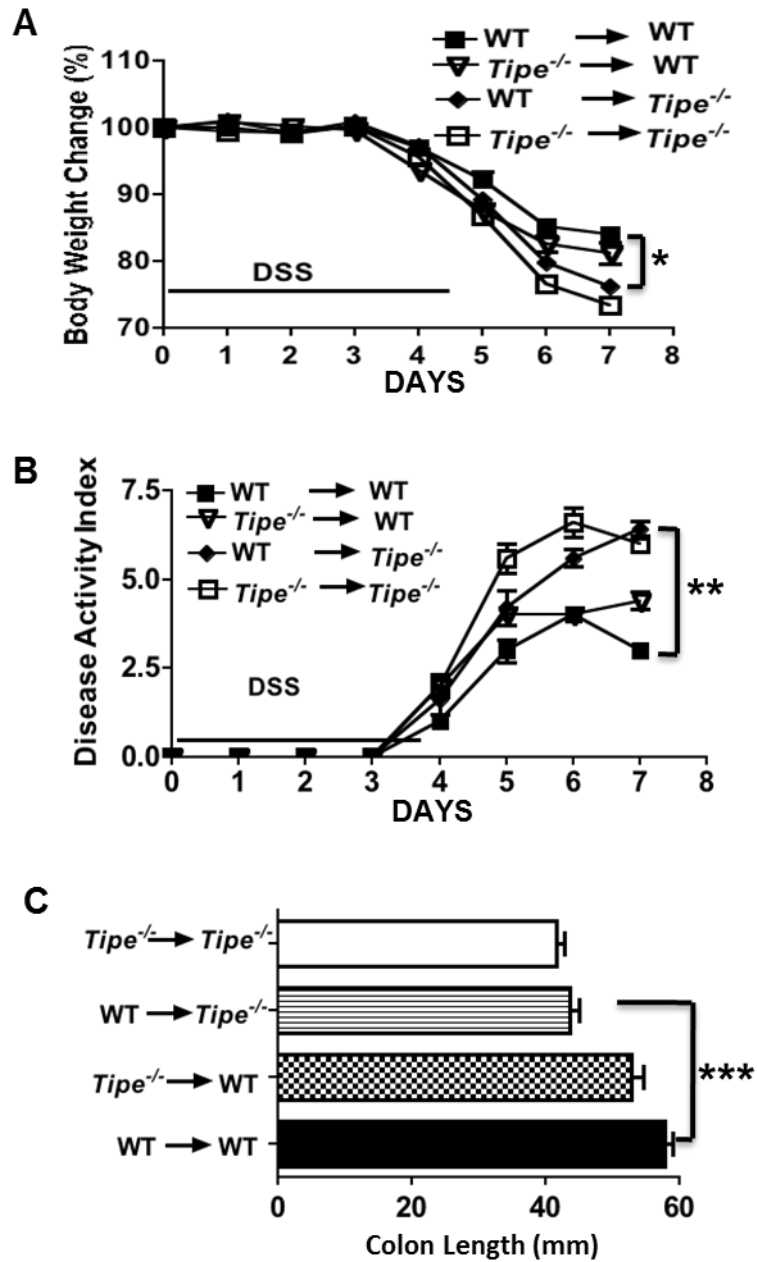 A
WT → WT
Tipe-/- → WT
WT → Tipe-/-
Tipe-/- → Tipe-/-
Body Weight Change (%)
110
100
90
80
70
DSS
*
0 1 2 3 4 5 6 7 8
DAYS
B
WT → WT
Tipe-/- → WT
WT → Tipe-/-
Tipe-/- → Tipe-/-
Disease Activity Index
7.5
5.0
2.5
0.0
DSS
**
0 1 2 3 4 5 6 7 8
DAYS
C
Tipe-/- → Tipe-/-
WT → Tipe-/-
Tipe-/- → WT
WT → WT
***
0 20 40 60
Colon Length (mm)